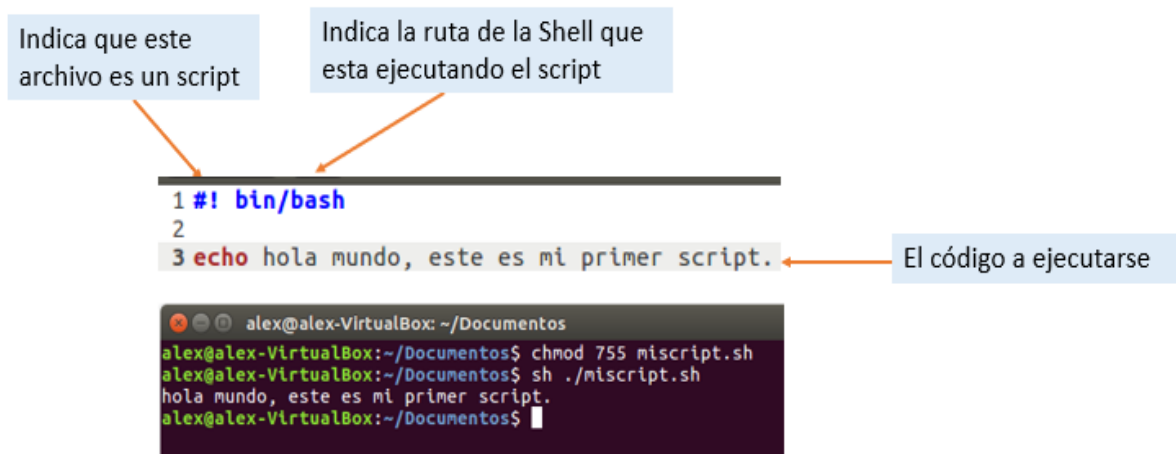 Indica que este
archivo es un script
Indica la ruta de la Shell que
esta ejecutando el script
1 #! bin/bash
2
3 echo hola mundo, este es mi primer script.
El código a ejecutarse
alex@alex-VirtualBox: ~/Documentos
alex@alex-VirtualBox:~/Documentos$ chmod 755 miscript.sh
alex@alex-VirtualBox:~/Documentos$ sh ./miscript.sh
hola mundo, este es mi primer script.
alex@alex-VirtualBox:~/Documentos$